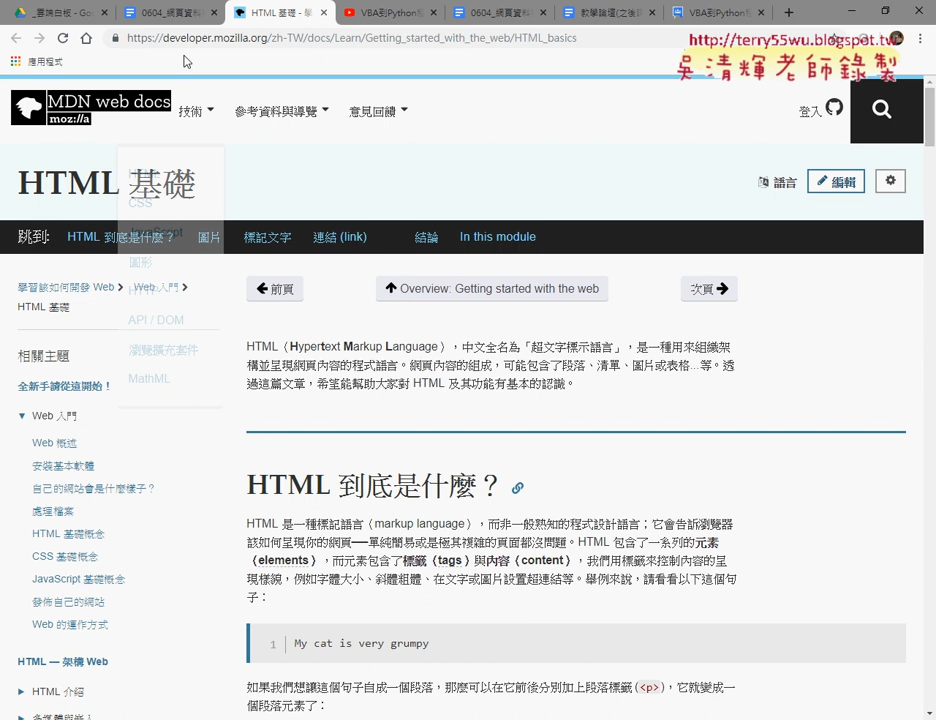 _雲端白板 - Goo
0604_網頁資料
HTML 基礎 - 學
VBA到Python程
0604_網頁資料
教學論壇(之後課
VBA到Python程
https://developer.mozilla.org/zh-TW/docs/Learn/Getting_started_with_the_web/HTML_basics
http://terry55wu.blogspot.tw
應用程式
吳清輝老師錄製
MDN web docs
moz://a
技術
參考資料與導覽
意見回饋
登入
HTML 基礎
語言
編輯
CSS
JavaScript
圖形
HTTP
API / DOM
瀏覽擴充套件
MathML
跳到:
HTML 到底是什麼？
圖片
標記文字
連結 (link)
結論
In this module
學習該如何開發 Web
Web 入門
HTML 基礎
前頁
Overview: Getting started with the web
次頁
相關主題
全新手請從這開始！
Web 入門
Web 概述
安裝基本軟體
自己的網站會是什麼樣子？
處理檔案
HTML 基礎概念
CSS 基礎概念
JavaScript 基礎概念
發佈自己的網站
Web 的運作方式
HTML — 架構 Web
HTML 介紹
多媒體與嵌入
HTML（Hypertext Markup Language），中文全名為「超文字標示語言」，是一種用來組織架
構並呈現網頁內容的程式語言。網頁內容的組成，可能包含了段落、清單、圖片或表格...等。透
過這篇文章，希望能幫助大家對 HTML 及其功能有基本的認識。
HTML 到底是什麼？
HTML 是一種標記語言（markup language），而非一般熟知的程式設計語言；它會告訴瀏覽器
該如何呈現你的網頁──單純簡易或是極其複雜的頁面都沒問題。HTML 包含了一系列的元素
（elements），而元素包含了標籤（tags）與內容（content），我們用標籤來控制內容的呈
現樣貌，例如字體大小、斜體粗體、在文字或圖片設置超連結等。舉例來說，請看看以下這個句
子：
1 My cat is very grumpy
如果我們想讓這個句子自成一個段落，那麼可以在它前後分別加上段落標籤(<p>)，它就變成一
個段落元素了：